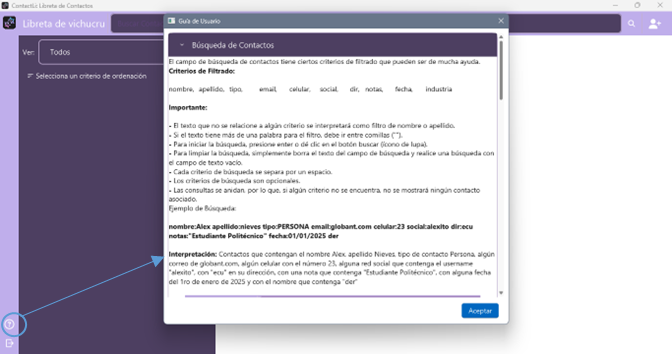 ContactLi Libreta de Contactos
Libreta de vichucru
Ver:
Todos
Selecciona un criterio de ordenación
Guía de Usuario
Búsqueda de Contactos
El campo de búsqueda de contactos tiene ciertos criterios de filtrado que pueden ser de mucha ayuda.
Criterios de Filtrado:
nombre, apellido, tipo, email, celular, social, dir, notas, fecha, industria
Importante:
- El texto que no se relacione a algún criterio se interpretará como filtro de nombre o apellido.
- Si el texto tiene más de una palabra para el filtro, debe ir entre comillas ("").
- Para iniciar la búsqueda, presione enter o dé clic en el botón buscar (ícono de lupa).
- Para limpiar la búsqueda, simplemente borra el texto del campo de búsqueda y realice una búsqueda con
el campo de texto vacío.
- Cada criterio de búsqueda se separa por un espacio.
- Los criterios de búsqueda son opcionales.
- Las consultas se anidan, por lo que, si algún criterio no se encuentra, no se mostrará ningún contacto
asociado.
Ejemplo de Búsqueda:
nombre:Alex apellido:nieves tipo:PERSONA email:globant.com celular:23 social:alexito dir:ecu
notas:"Estudiante Politécnico" fecha:01/01/2025 der
Interpretación: Contactos que contengan el nombre Alex, apellido Nieves, tipo de contacto Persona, algún
correo de globant.com, algún celular con el número 23, alguna red social que contenga el username
"alexito", con "ecu" en su dirección, con una nota que contenga "Estudiante Politécnico", con alguna fecha
del 1ro de enero de 2025 y con el nombre que contenga "der"
Aceptar